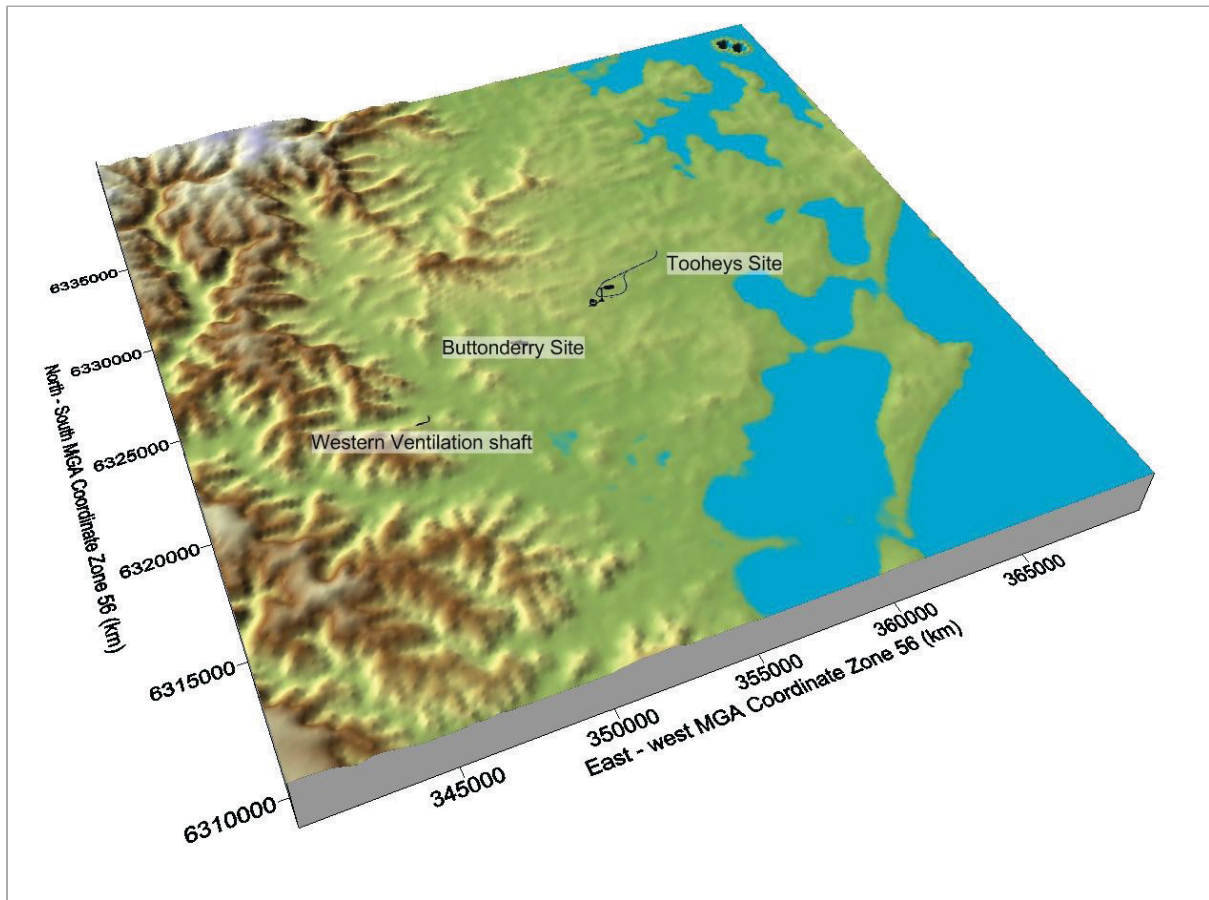 Tooheys Site
Buttonderry Site
Western Ventilation shaft
6335000
6330000
6325000
6320000
6315000
6310000
North - South MGA Coordinate Zone 56 (km)
345000
350000
355000
360000
365000
East - west MGA Coordinate Zone 56 (km)